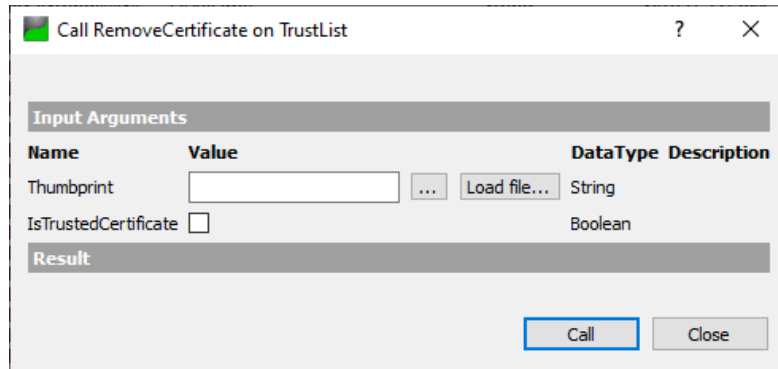 Call RemoveCertificate on TrustList ?
Input Arguments
Name Value DataType Description
Thumbprint ... Load file... String
IsTrustedCertificate Boolean
Result
Call Close